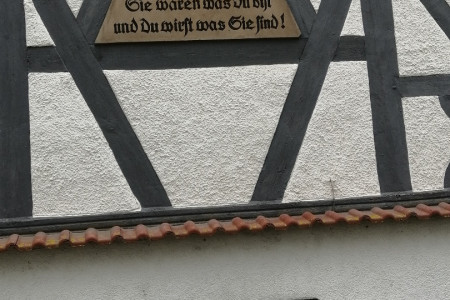 Sie waren was Du bist
und Du wirst was Sie sind!